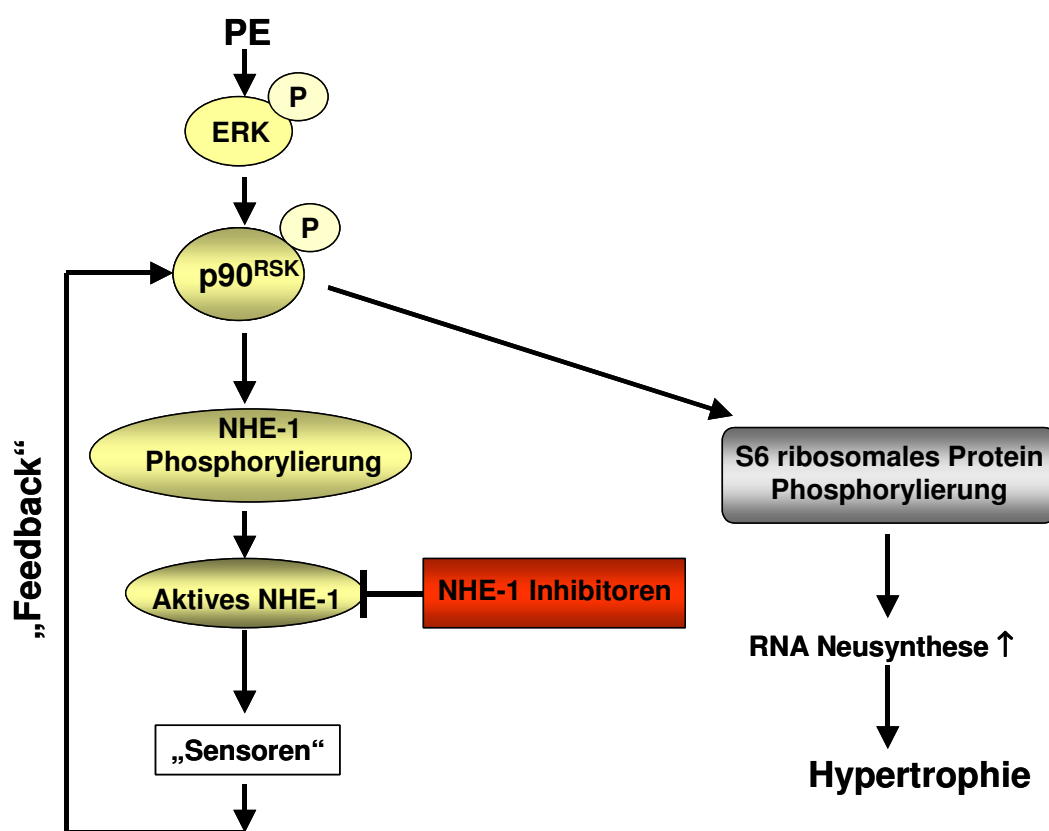 PE
P
ERK
P
p90RSK
NHE-1
Phosphorylierung
S6 ribosomales Protein
Phosphorylierung
„Feedback“
Aktives NHE-1
NHE-1 Inhibitoren
RNA Neusynthese ↑
„Sensoren“
Hypertrophie